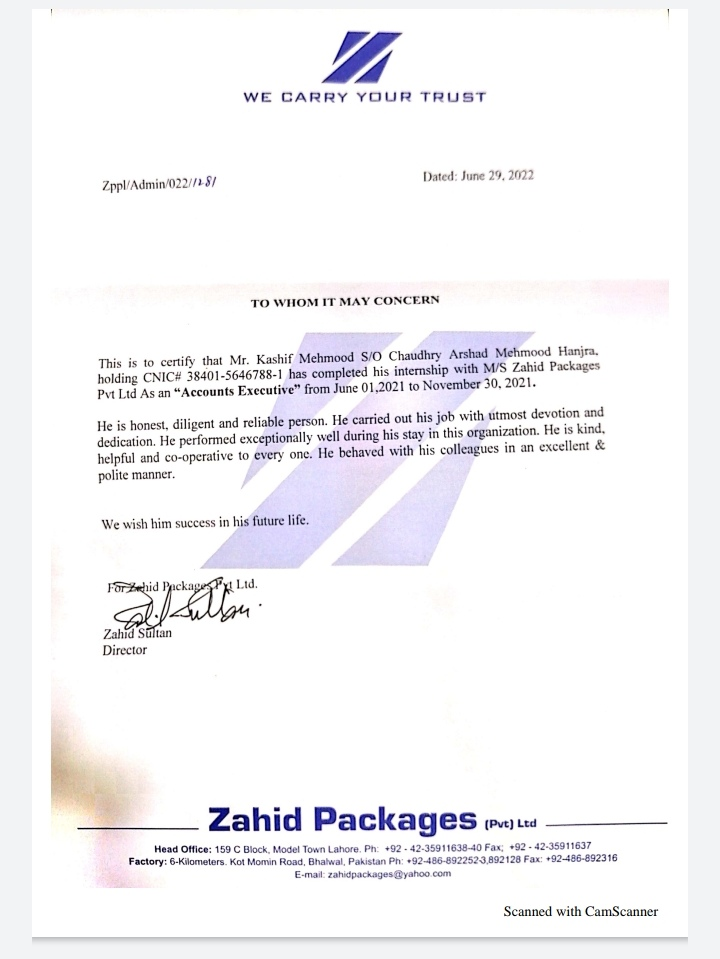 WE CARRY YOUR TRUST
Zppl/Admin/022//1281
Dated: June 29, 2022
TO WHOM IT MAY CONCERN
This is to certify that Mr. Kashif Mehmood S/O Chaudhry Arshad Mehmood Hanjra,
holding CNIC# 38401-5646788-1 has completed his internship with M/S Zahid Packages
Pvt Ltd As an “Accounts Executive” from June 01,2021 to November 30, 2021.
He is honest, diligent and reliable person. He carried out his job with utmost devotion and
dedication. He performed exceptionally well during his stay in this organization. He is kind,
helpful and co-operative to every one. He behaved with his colleagues in an excellent &
polite manner.
We wish him success in his future life.
For Zahid Packages Pvt Ltd.
Zahid Sultan
Director
Zahid Packages (Pvt) Ltd
Head Office: 159 C Block, Model Town Lahore. Ph: +92 - 42-35911638-40 Fax; +92 - 42-35911637
Factory: 6-Kilometers. Kot Momin Road, Bhalwal, Pakistan Ph: +92-486-892252-3,892128 Fax: +92-486-892316
E-mail: zahidpackages@yahoo.com
Scanned with CamScanner